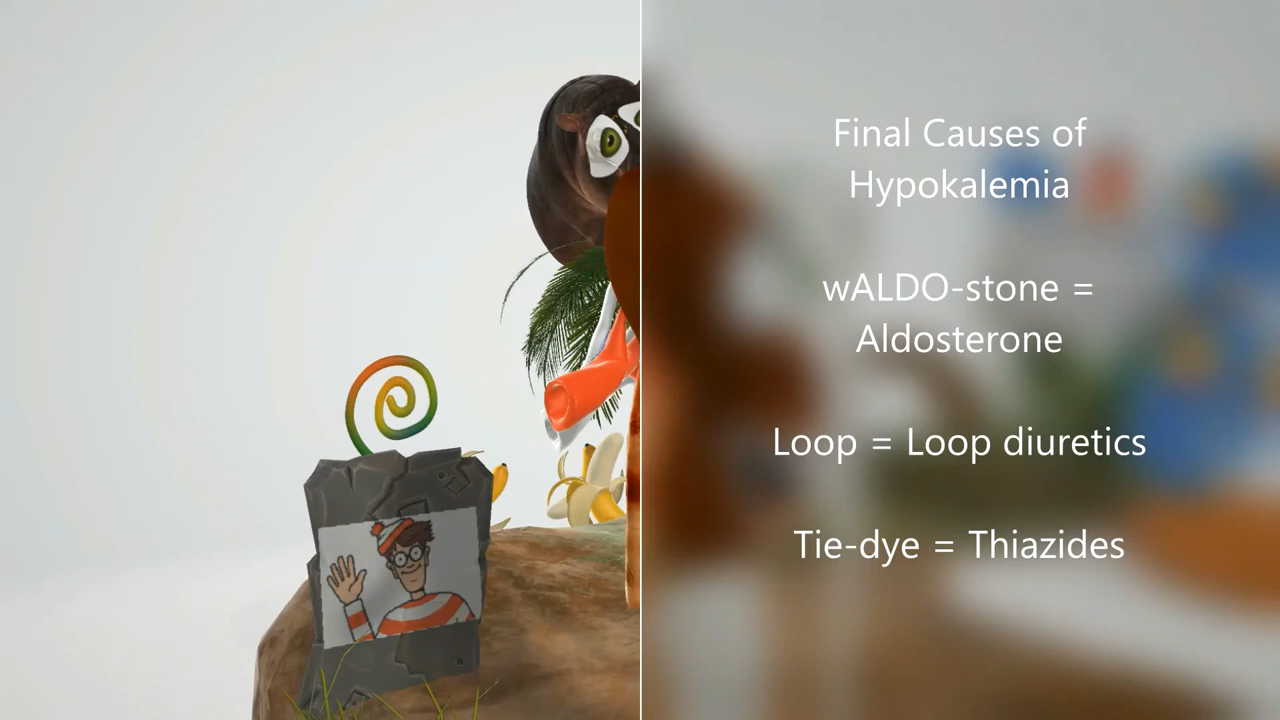 Final Causes of
Hypokalemia
wALDO-stone =
Aldosterone
Loop = Loop diuretics
Tie-dye = Thiazides